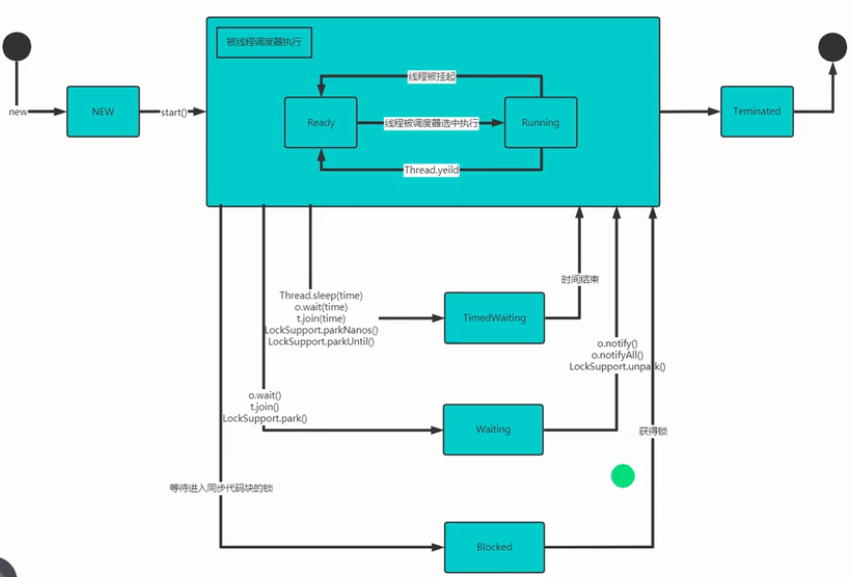 被线程调度器执行
线程被挂起
new
NEW
start()
Ready
线程被调度器选中执行
Running
Teminated
Thread.yeild
时间结束
Thread.sleep(time)
o.wait(time)
t.join(time)
LockSupport.parkNanos()
LockSupport.parkUntil()
TimedWaiting
o.notify()
o.notifyAll()
LockSupport.unpark()
o.wait()
t.join()
LockSupport.park()
Waiting
获得锁
等待进入同步代码块的锁
Blocked